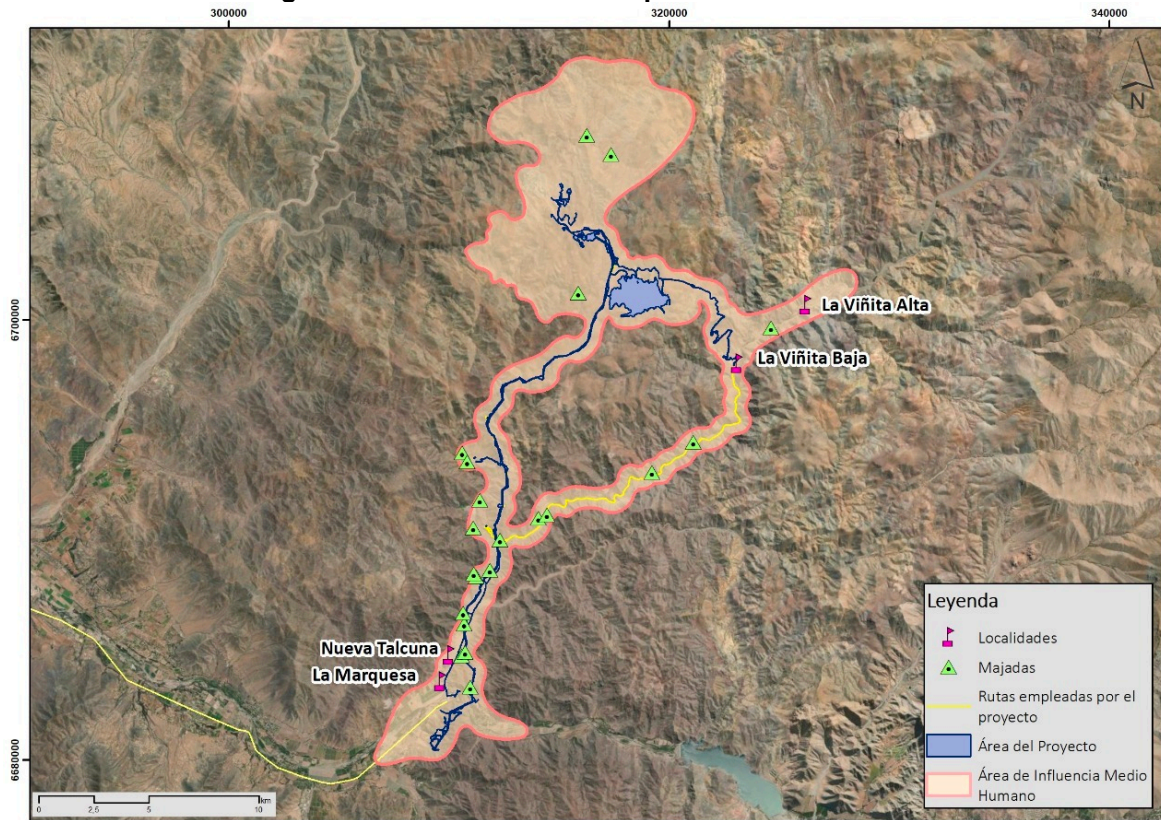 300000
320000
340000
6700000
6680000
La Viñita Alta
La Viñita Baja
Nueva Talcuna
La Marquesa
N
Leyenda
Localidades
Majadas
Rutas empleadas por el
proyecto
Área del Proyecto
Área de Influencia Medio
Humano
km
0 2,5 5 10